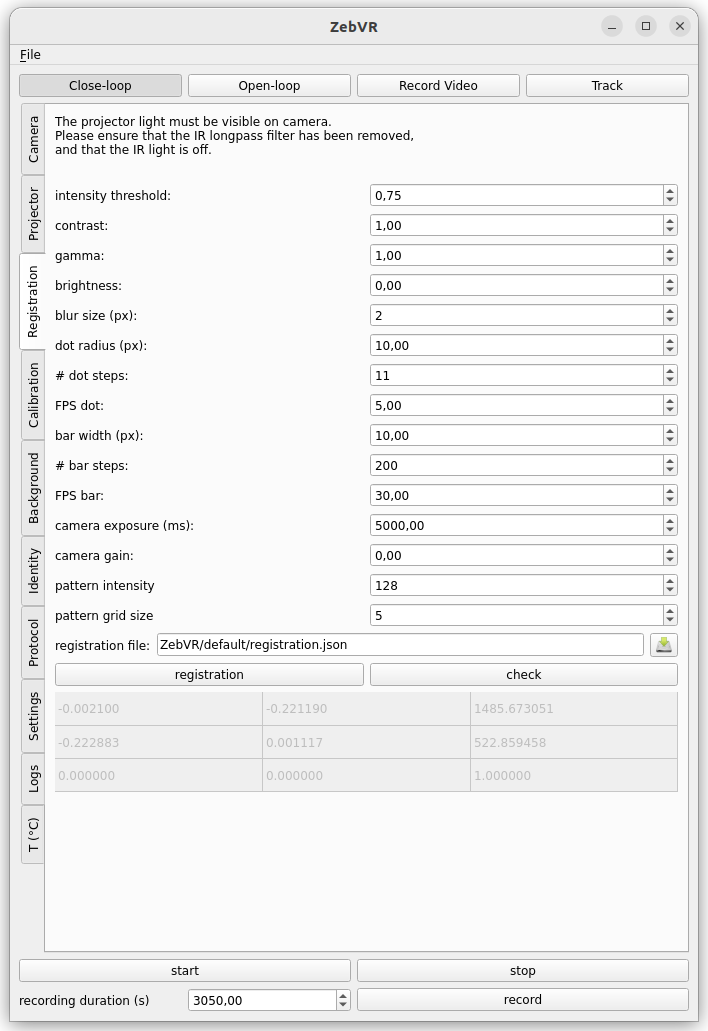 ZebVR
File
Close-loop Open-loop Record Video Track
Camera
Projector
Registration
Calibration
Background
Identity
Protocol
Settings
Logs
T (°C)
The projector light must be visible on camera.
Please ensure that the IR longpass filter has been removed,
and that the IR light is off.
intensity threshold: 0,75
contrast: 1,00
gamma: 1,00
brightness: 0,00
blur size (px): 2
dot radius (px): 10,00
# dot steps: 11
FPS dot: 5,00
bar width (px): 10,00
# bar steps: 200
FPS bar: 30,00
camera exposure (ms): 5000,00
camera gain: 0,00
pattern intensity 128
pattern grid size 5
registration file: ZebVR/default/registration.json
registration check
-0.002100 -0.221190 1485.673051
-0.222883 0.001117 522.859458
0.000000 0.000000 1.000000
start stop
recording duration (s) 3050,00 record